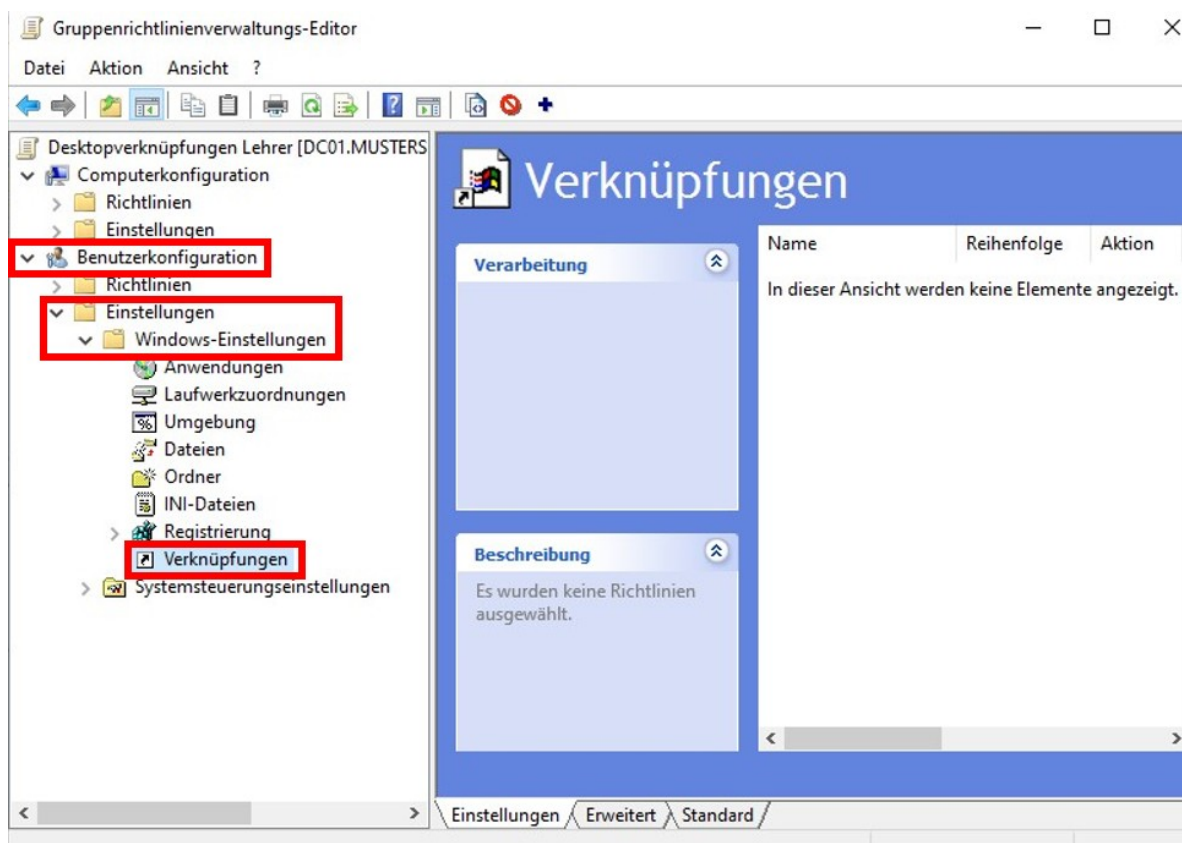 Gruppenrichtlinienverwaltungs-Editor
Datei Aktion Ansicht ?
Desktopverknüpfungen Lehrer [DC01.MUSTERS
Computerkonfiguration
Richtlinien
Einstellungen
Benutzerkonfiguration
Richtlinien
Einstellungen
Windows-Einstellungen
Anwendungen
Laufwerkzuordnungen
Umgebung
Dateien
Ordner
INI-Dateien
Registrierung
Verknüpfungen
Systemsteuerungseinstellungen
Verknüpfungen
Verarbeitung
Beschreibung
Es wurden keine Richtlinien
ausgewählt.
Name Reihenfolge Aktion
In dieser Ansicht werden keine Elemente angezeigt.
Einstellungen Erweitert Standard